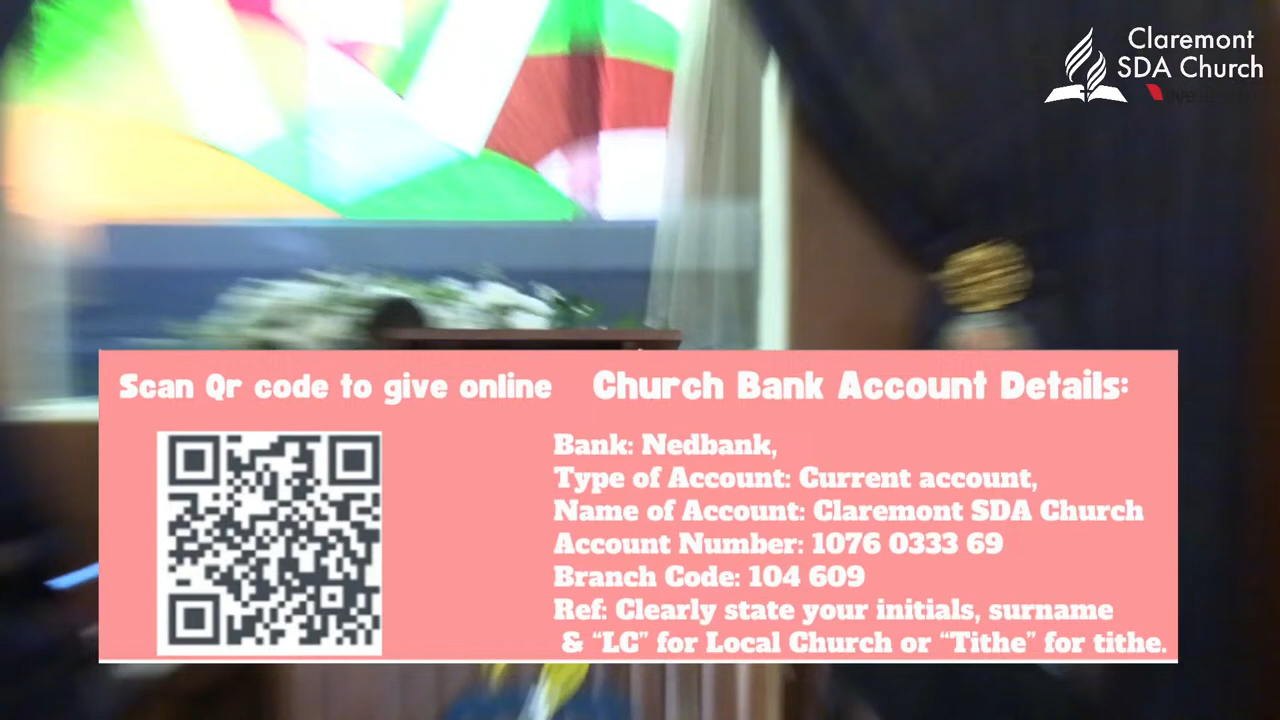 Claremont
SDA Church
Scan Qr code to give online
Church Bank Account Details:
Bank: Nedbank,
Type of Account: Current account,
Name of Account: Claremont SDA Church
Account Number: 1076 0333 69
Branch Code: 104 609
Ref: Clearly state your initials, surname
& “LC” for Local Church or “Tithe” for tithe.